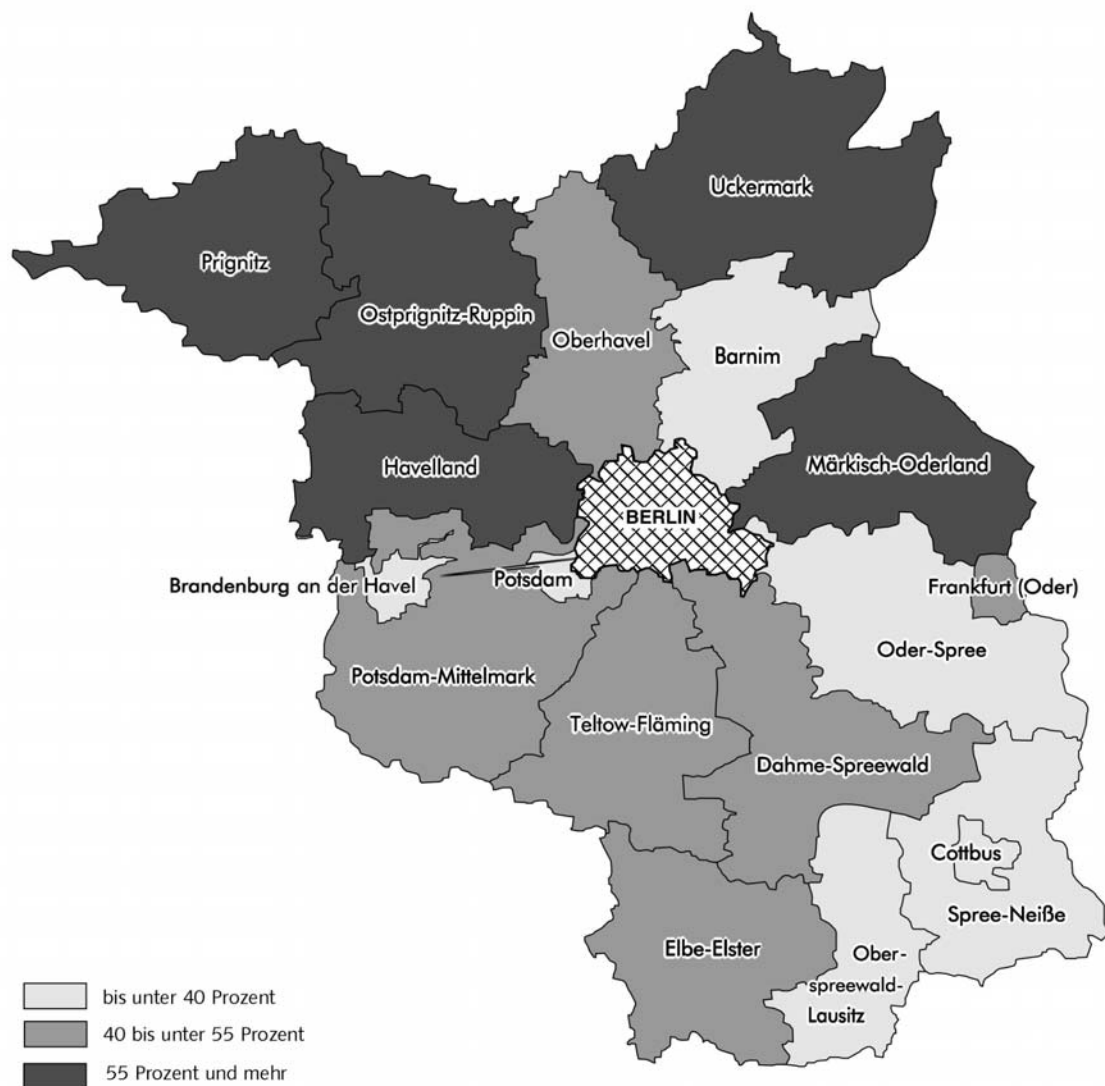 Uckermark
Prignitz
Ostprignitz-Ruppin
Oberhavel
Barnim
Havelland
Märkisch-Oderland
BERLIN
Brandenburg an der Havel
Potsdam
Frankfurt (Oder)
Oder-Spree
Potsdam-Mittelmark
Teltow-Fläming
Dahme-Spreewald
Cottbus
Spree-Neiße
Elbe-Elster
Ober-
spreewald-
Lausitz
bis unter 40 Prozent
40 bis unter 55 Prozent
55 Prozent und mehr